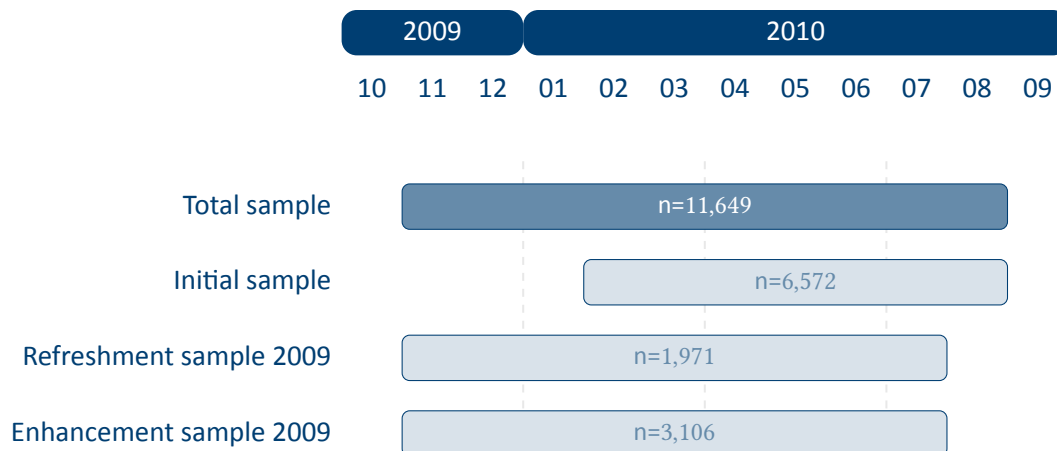 2009 2010
10 11 12 01 02 03 04 05 06 07 08 09
Total sample n=11,649
Initial sample n=6,572
Refreshment sample 2009 n=1,971
Enhancement sample 2009 n=3,106